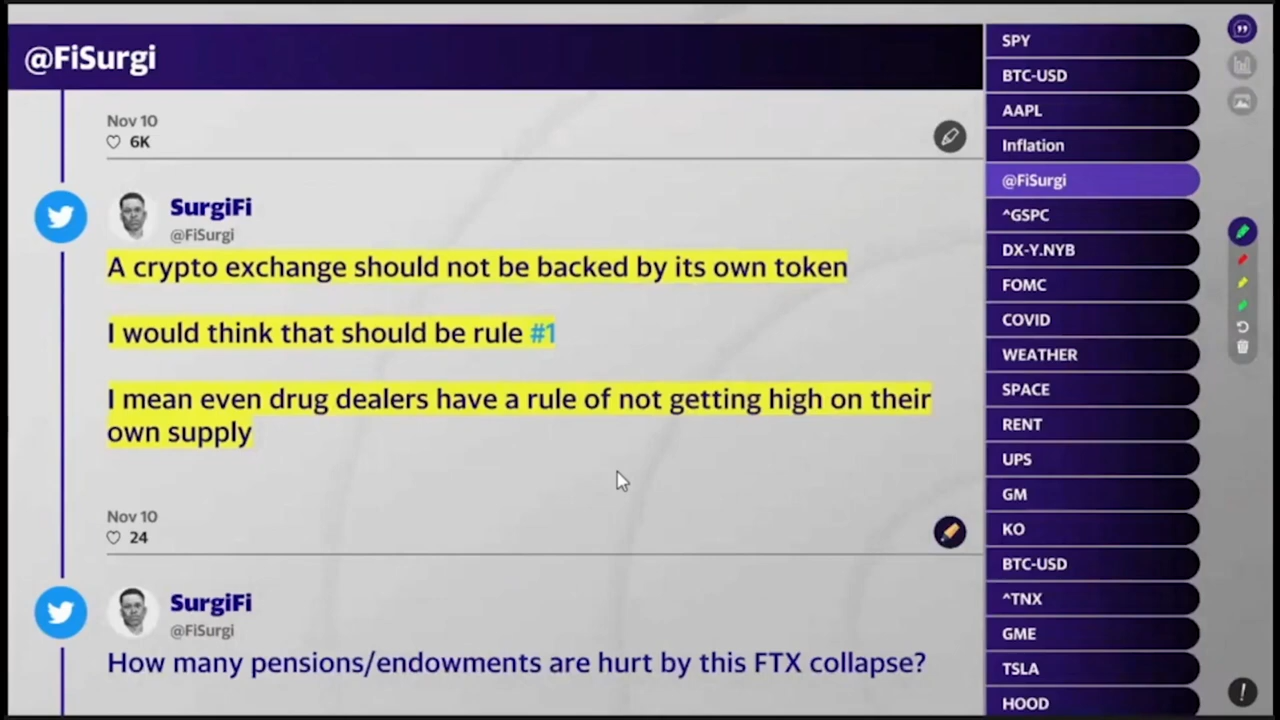 @FiSurgi
Nov 10
6K
SurgiFi
@FiSurgi
A crypto exchange should not be backed by its own token
I would think that should be rule #1
I mean even drug dealers have a rule of not getting high on their
own supply
Nov 10
24
SurgiFi
@FiSurgi
How many pensions/endowments are hurt by this FTX collapse?
SPY
BTC-USD
AAPL
Inflation
@FiSurgi
^GSPC
DX-Y.NYB
FOMC
COVID
WEATHER
SPACE
RENT
UPS
GM
KO
BTC-USD
^TNX
GME
TSLA
HOOD